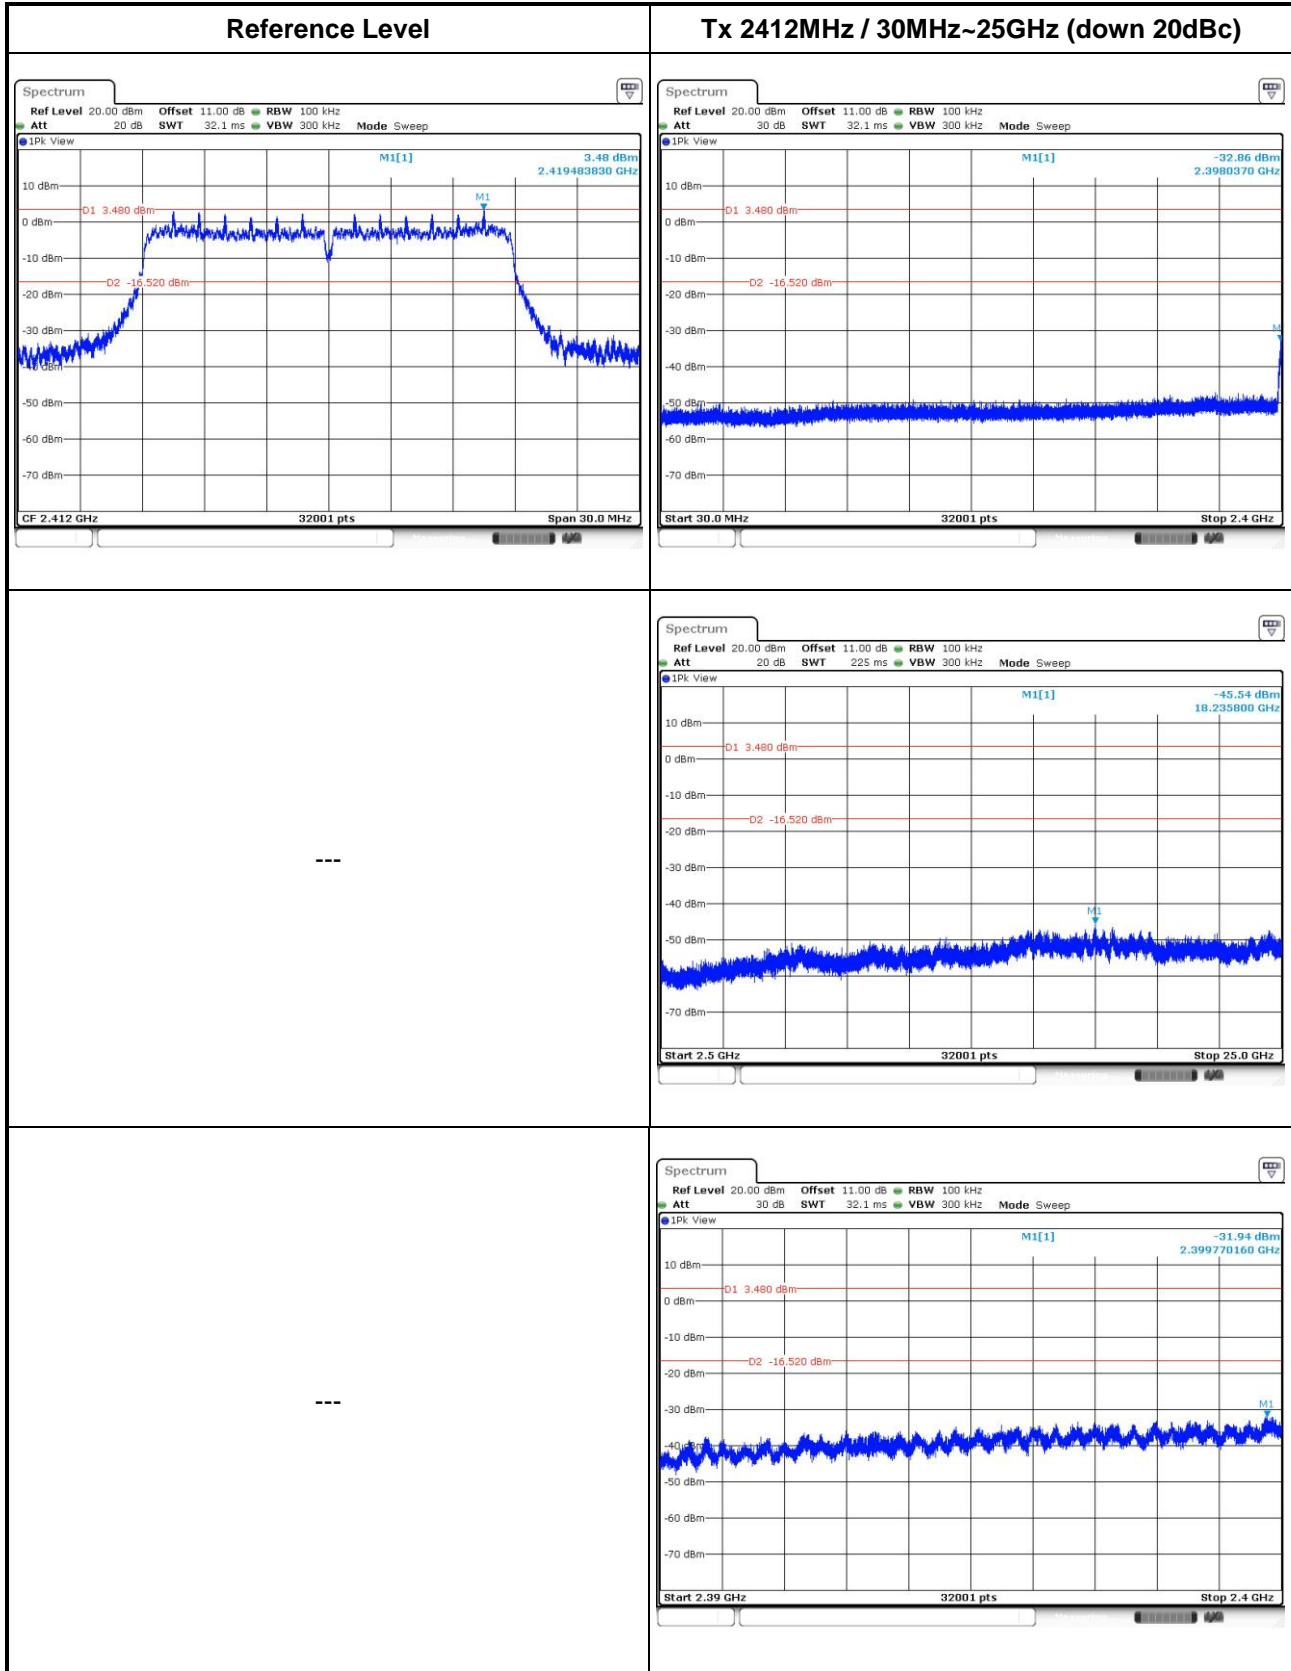 Reference Level
Tx 2412MHz / 30MHz~25GHz (down 20dBc)
Spectrum
Ref Level 20.00 dBm Offset 11.00 dB RBW 100 kHz
Att 20 dB SWT 32.1 ms VBW 300 kHz Mode Sweep
1Pk View
M1[1] 3.48 dBm
2.419483830 GHz
M1
10 dBm
D1 3.480 dBm
0 dBm
-10 dBm
D2 -16.520 dBm
-20 dBm
-30 dBm
-40 dBm
-50 dBm
-60 dBm
-70 dBm
CF 2.412 GHz 32001 pts Span 30.0 MHz
Spectrum
Ref Level 20.00 dBm Offset 11.00 dB RBW 100 kHz
Att 30 dB SWT 32.1 ms VBW 300 kHz Mode Sweep
1Pk View
M1[1] -32.86 dBm
2.3980370 GHz
10 dBm
D1 3.480 dBm
0 dBm
-10 dBm
D2 -16.520 dBm
-20 dBm
-30 dBm
-40 dBm
-50 dBm
-60 dBm
-70 dBm
Start 30.0 MHz 32001 pts Stop 2.4 GHz
---
Spectrum
Ref Level 20.00 dBm Offset 11.00 dB RBW 100 kHz
Att 20 dB SWT 225 ms VBW 300 kHz Mode Sweep
1Pk View
M1[1] -45.54 dBm
18.235800 GHz
10 dBm
D1 3.480 dBm
0 dBm
-10 dBm
D2 -16.520 dBm
-20 dBm
-30 dBm
-40 dBm
M1
-50 dBm
-70 dBm
Start 2.5 GHz 32001 pts Stop 25.0 GHz
---
Spectrum
Ref Level 20.00 dBm Offset 11.00 dB RBW 100 kHz
Att 30 dB SWT 32.1 ms VBW 300 kHz Mode Sweep
1Pk View
M1[1] -31.94 dBm
2.399770160 GHz
10 dBm
D1 3.480 dBm
0 dBm
-10 dBm
D2 -16.520 dBm
-20 dBm
-30 dBm
M1
-40 dBm
-50 dBm
-60 dBm
-70 dBm
Start 2.39 GHz 32001 pts Stop 2.4 GHz